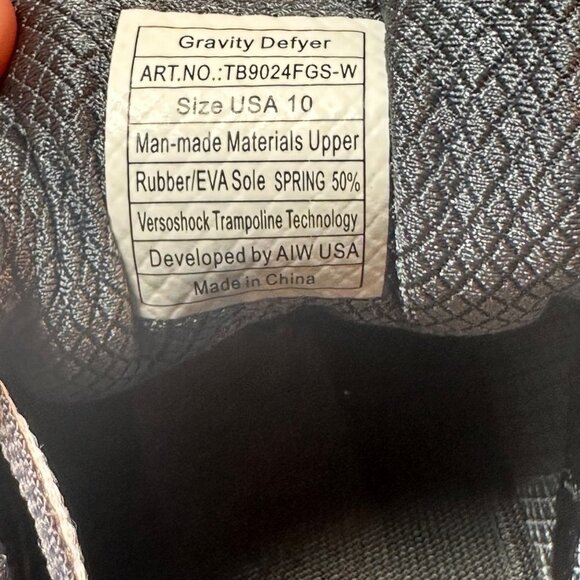 Gravity Defyer
ART.NO.:TB9024FGS-W
Size USA 10
Man-made Materials Upper
Rubber/EVA Sole SPRING 50%
Versoshock Trampoline Technology
Developed by AIW USA
Made in China